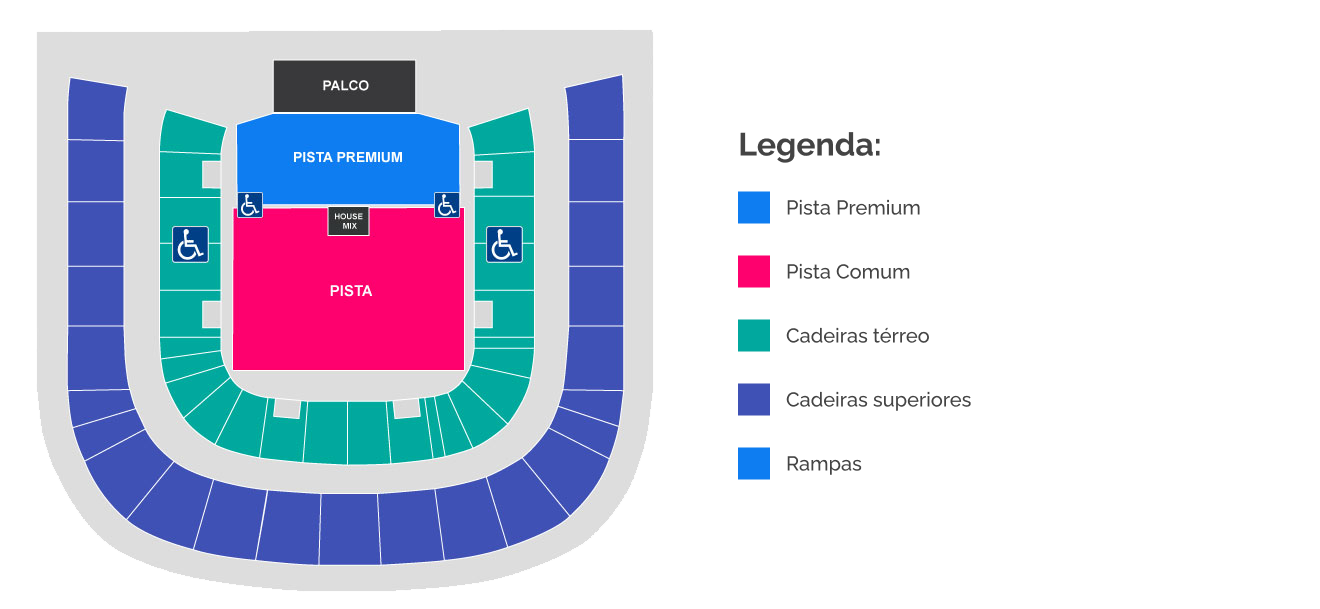 PALCO
PISTA PREMIUM
HOUSE
MIX
PISTA
Legenda:
Pista Premium
Pista Comum
Cadeiras térreo
Cadeiras superiores
Rampas